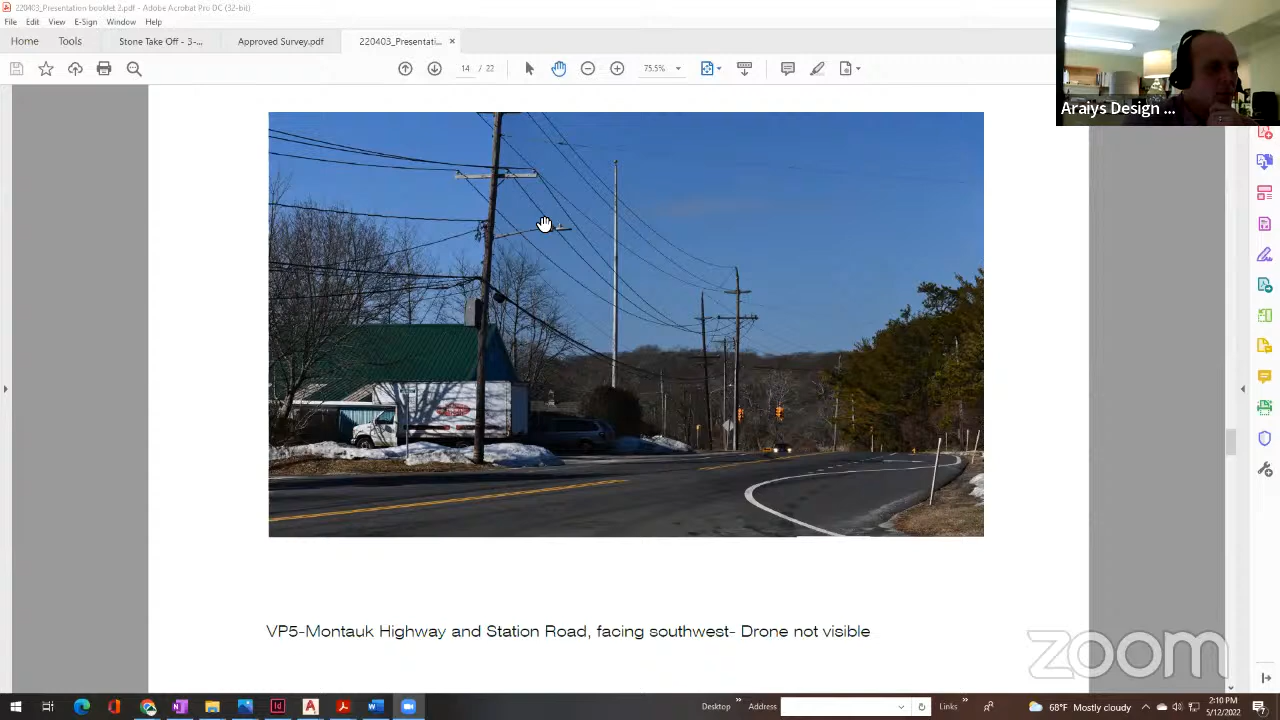 220403_Presentation booklet 2.pdf - Adobe Acrobat Pro DC (32-bit)
File Edit View E-Sign Window Help
Home Tools Stone Take Off - 3-... Approved Survey.pdf 220403_Presentati... ×
14 / 22 75.5%
Araiys Design ...
VP5-Montauk Highway and Station Road, facing southwest- Drone not visible
zoom
Desktop » Address Links » 68°F Mostly cloudy 2:10 PM
5/12/2022